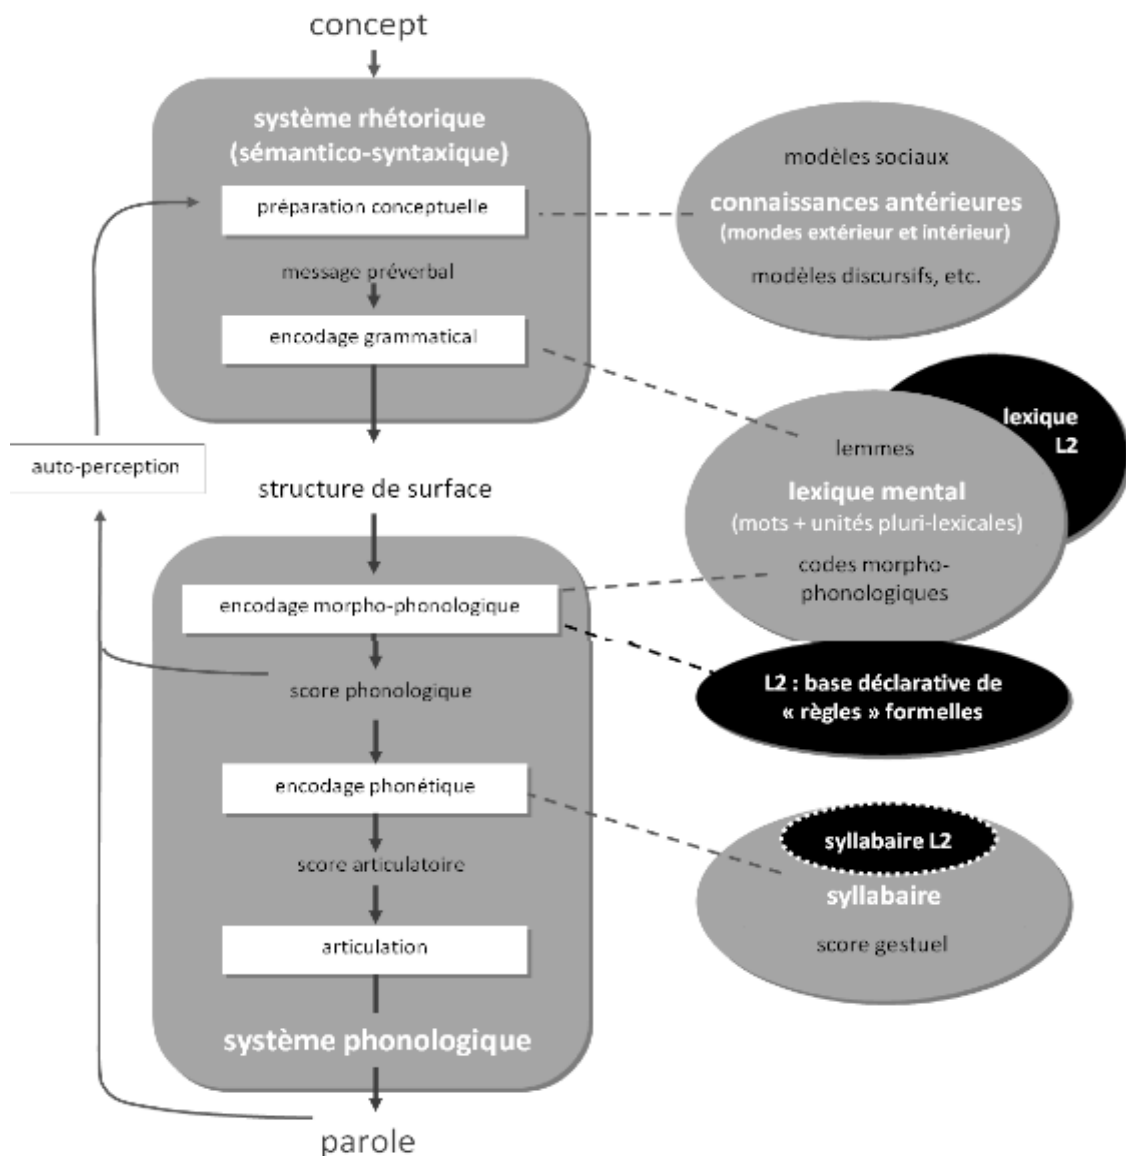 concept
système rhétorique
(sémantico-syntaxique)
préparation conceptuelle
message préverbal
encodage grammatical
modèles sociaux
connaissances antérieures
(mondes extérieur et intérieur)
modèles discursifs, etc.
lexique
L2
lemmes
lexique mental
(mots + unités pluri-lexicales)
codes morpho-
phonologiques
auto-perception
structure de surface
encodage morpho-phonologique
score phonologique
L2 : base déclarative de
« règles » formelles
encodage phonétique
score articulatoire
articulation
syllabaire L2
syllabaire
score gestuel
système phonologique
parole